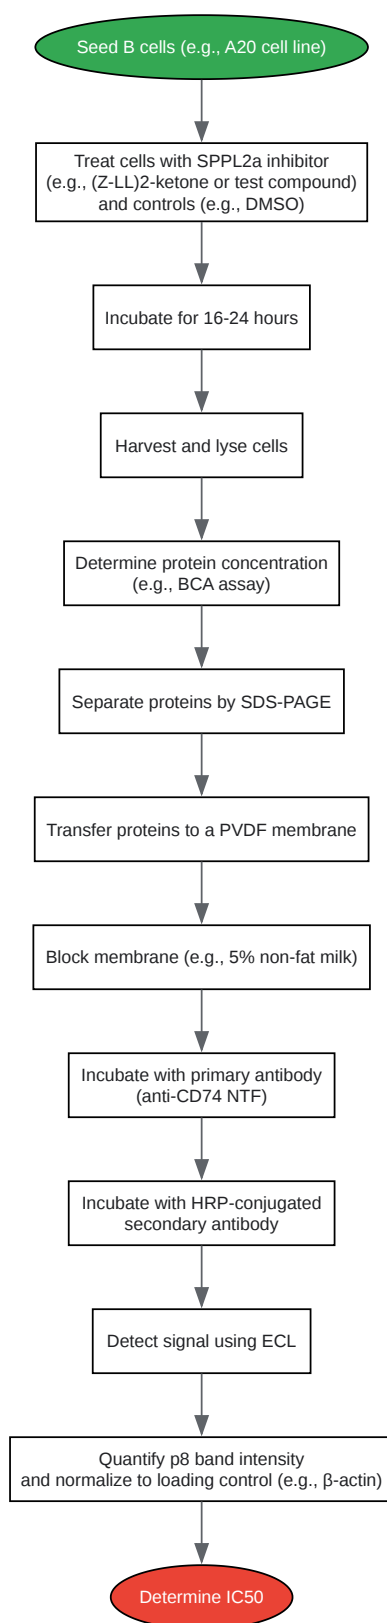 Seed B cells (e.g., A20 cell line)
Treat cells with SPPL2a inhibitor
(e.g., (Z-LL)2-ketone or test compound)
and controls (e.g., DMSO)
Incubate for 16-24 hours
Harvest and lyse cells
Determine protein concentration
(e.g., BCA assay)
Separate proteins by SDS-PAGE
Transfer proteins to a PVDF membrane
Block membrane (e.g., 5% non-fat milk)
Incubate with primary antibody
(anti-CD74 NTF)
Incubate with HRP-conjugated
secondary antibody
Detect signal using ECL
Quantify p8 band intensity
and normalize to loading control (e.g., β-actin)
Determine IC50